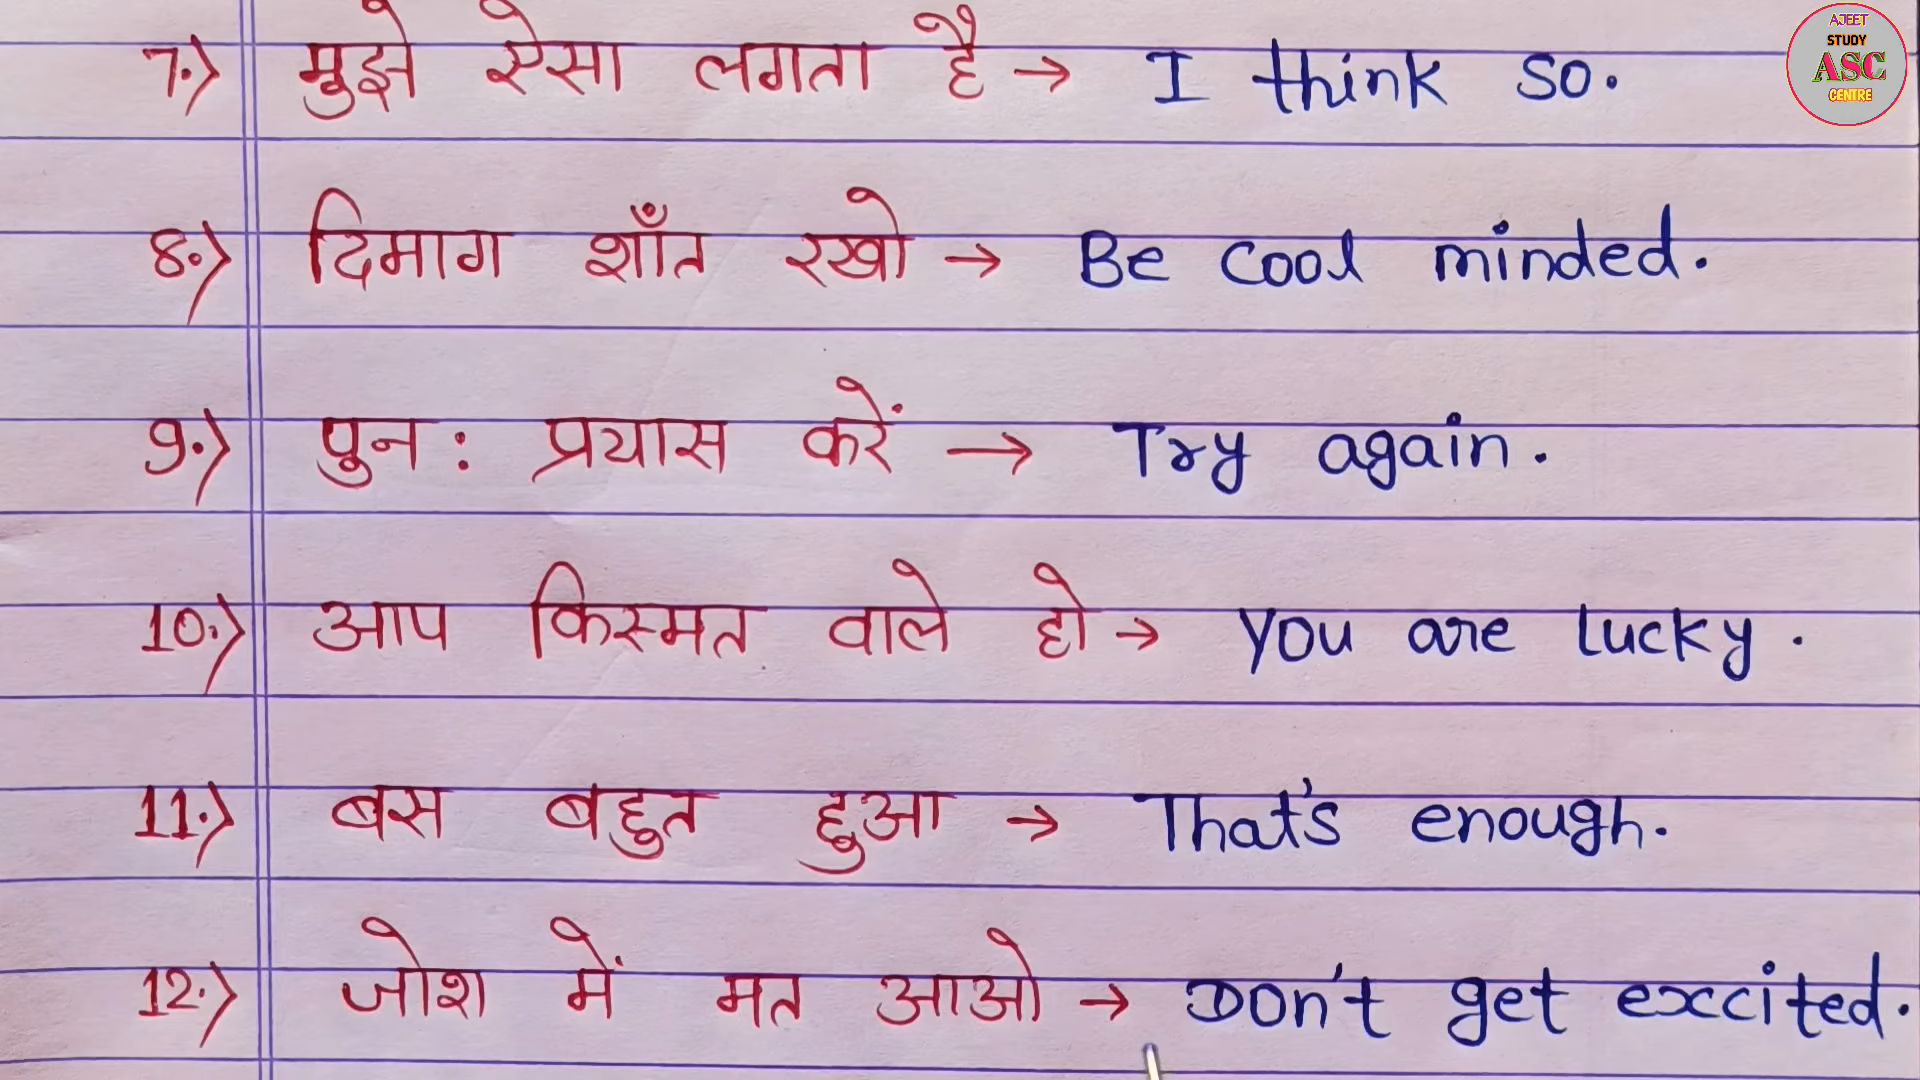 AJEET
STUDY
ASC
CENTRE
7.) मुझे ऐसा लगता है → I think so.
8.) दिमाग शाँत रखो → Be cool minded.
9.) पुन: प्रयास करें → Try again.
10.) आप किस्मत वाले हो → You are lucky.
11.) बस बहुत हुआ → That's enough.
12.) जोश में मत आओ → Don't get excited.